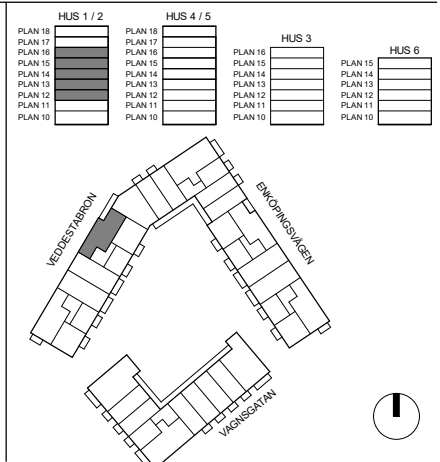 HUS 1 / 2
PLAN 18
PLAN 17
PLAN 16
PLAN 15
PLAN 14
PLAN 13
PLAN 12
PLAN 11
PLAN 10
HUS 4 / 5
PLAN 18
PLAN 17
PLAN 16
PLAN 15
PLAN 14
PLAN 13
PLAN 12
PLAN 11
PLAN 10
HUS 3
PLAN 16
PLAN 15
PLAN 14
PLAN 13
PLAN 12
PLAN 11
PLAN 10
HUS 6
PLAN 15
PLAN 14
PLAN 13
PLAN 12
PLAN 11
PLAN 10
VEDDESTABRON
ENKÖPINGSVÄGEN
VAGNSGATAN